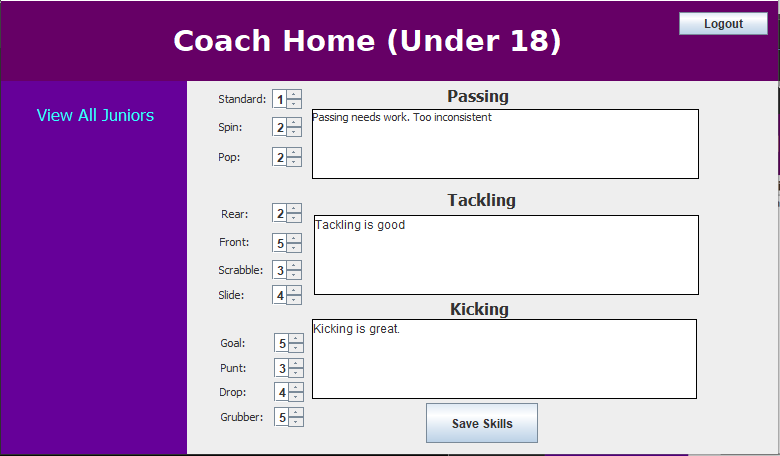 Coach Home (Under 18)
Logout
View All Juniors
Passing
Standard: 1
Spin: 2
Pop: 2
Passing needs work. Too inconsistent
Tackling
Rear: 2
Front: 5
Scrabble: 3
Slide: 4
Tackling is good
Kicking
Goal: 5
Punt: 3
Drop: 4
Grubber: 5
Kicking is great.
Save Skills